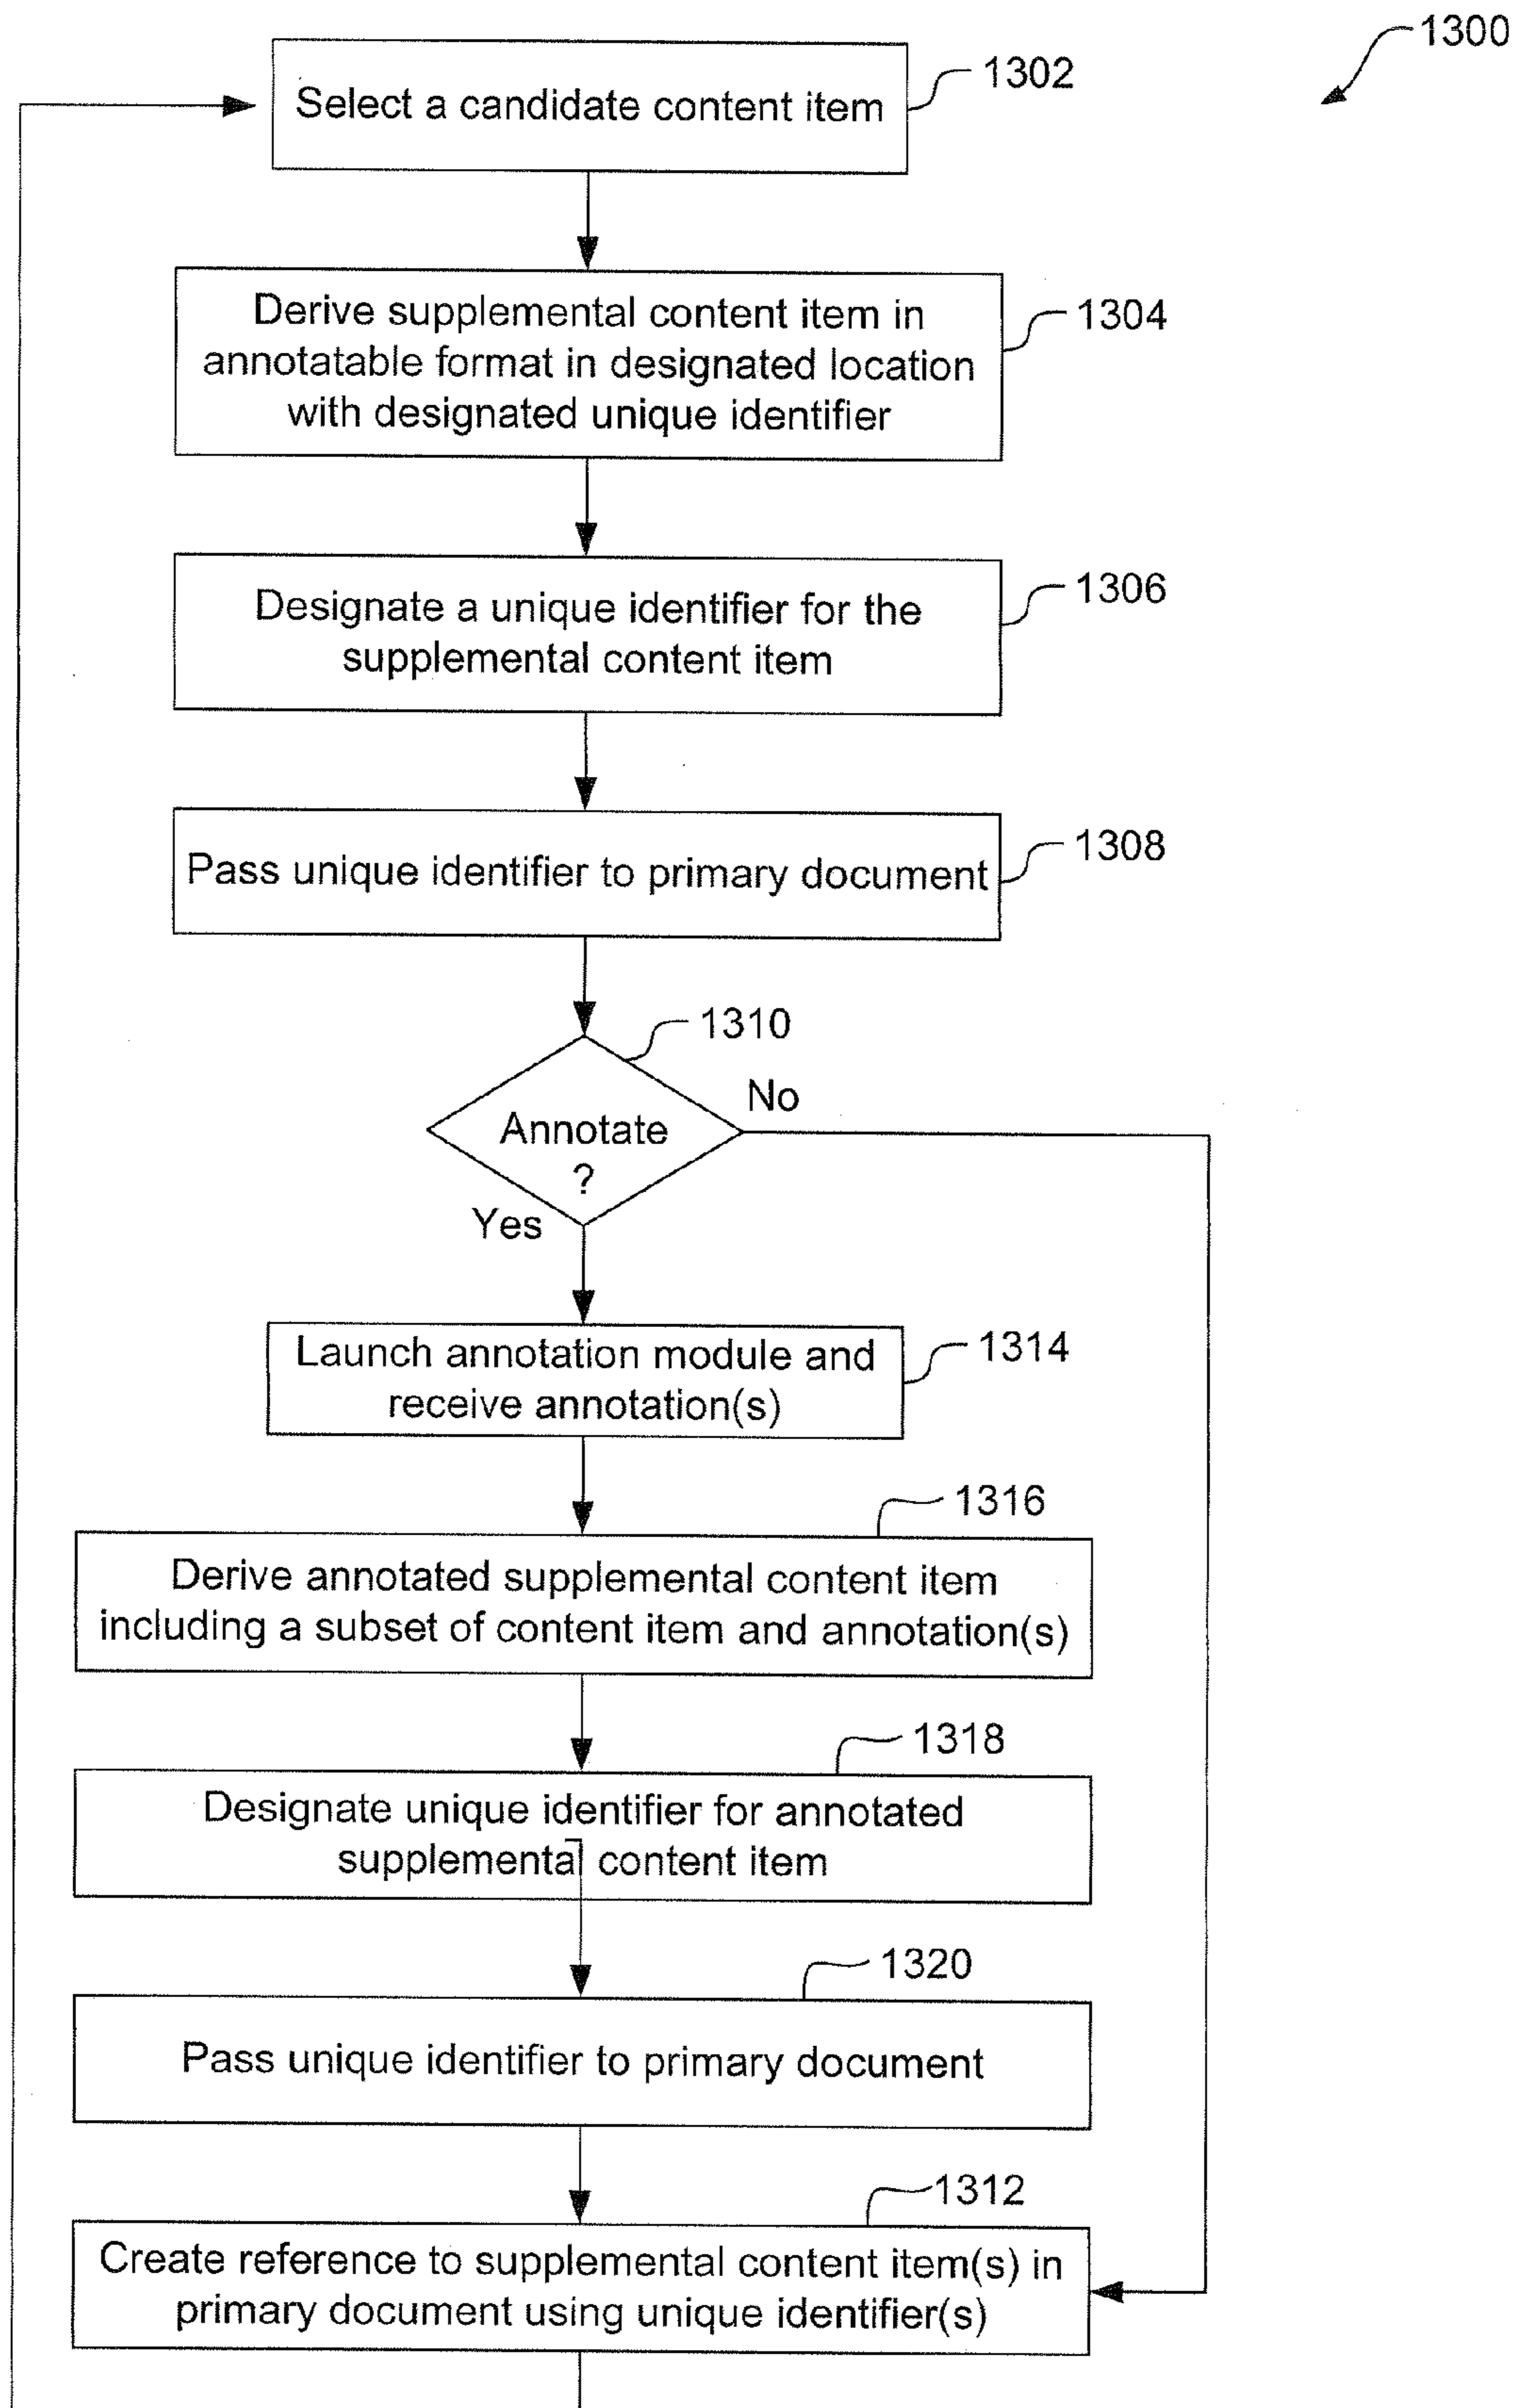 1300
Select a candidate content item
1302
Derive supplemental content item in
annotatable format in designated location
with designated unique identifier
1304
Designate a unique identifier for the
supplemental content item
1306
Pass unique identifier to primary document
1308
1310
Annotate
?
No
Yes
Launch annotation module and
receive annotation(s)
1314
1316
Derive annotated supplemental content item
including a subset of content item and annotation(s)
1318
Designate unique identifier for annotated
supplemental content item
1320
Pass unique identifier to primary document
1312
Create reference to supplemental content item(s) in
primary document using unique identifier(s)